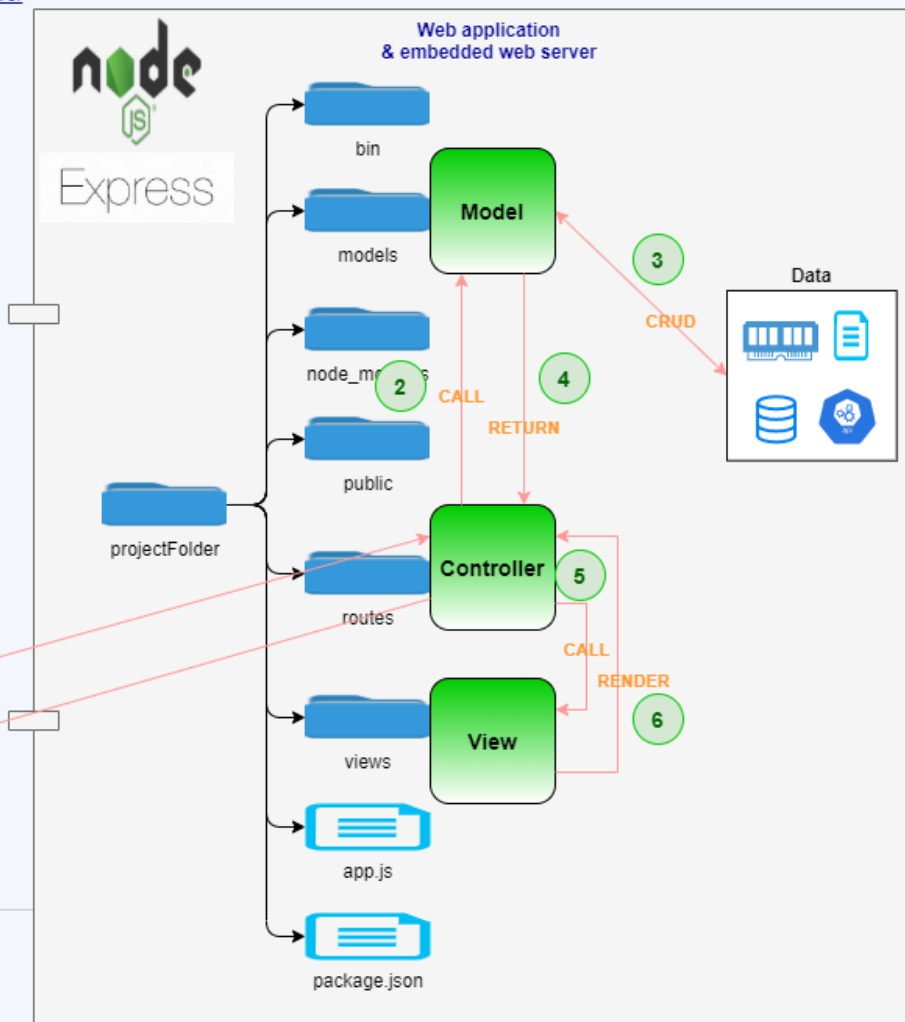 Web application
& embedded web server
node
JS
Express
bin
models
Model
3
Data
CRUD
api
2
4
CALL
RETURN
public
projectFolder
Controller
5
routes
CALL
RENDER
6
View
views
app.js
package.json